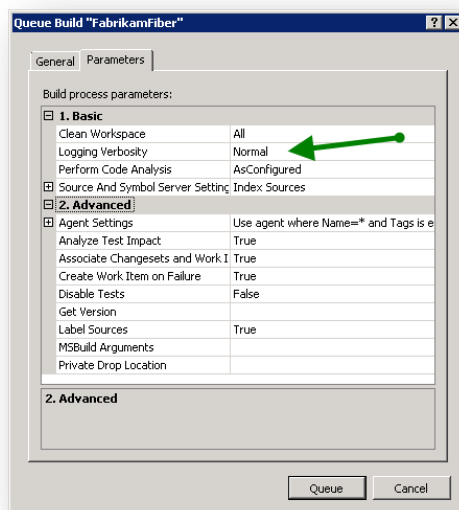 Queue Build "FabrikamFiber"
General Parameters
Build process parameters:
1. Basic
Clean Workspace All
Logging Verbosity Normal
Perform Code Analysis AsConfigured
Source And Symbol Server Setting Index Sources
2. Advanced
Agent Settings Use agent where Name=* and Tags is e
Analyze Test Impact True
Associate Changesets and Work I True
Create Work Item on Failure True
Disable Tests False
Get Version
Label Sources True
MSBuild Arguments
Private Drop Location
2. Advanced
Queue Cancel